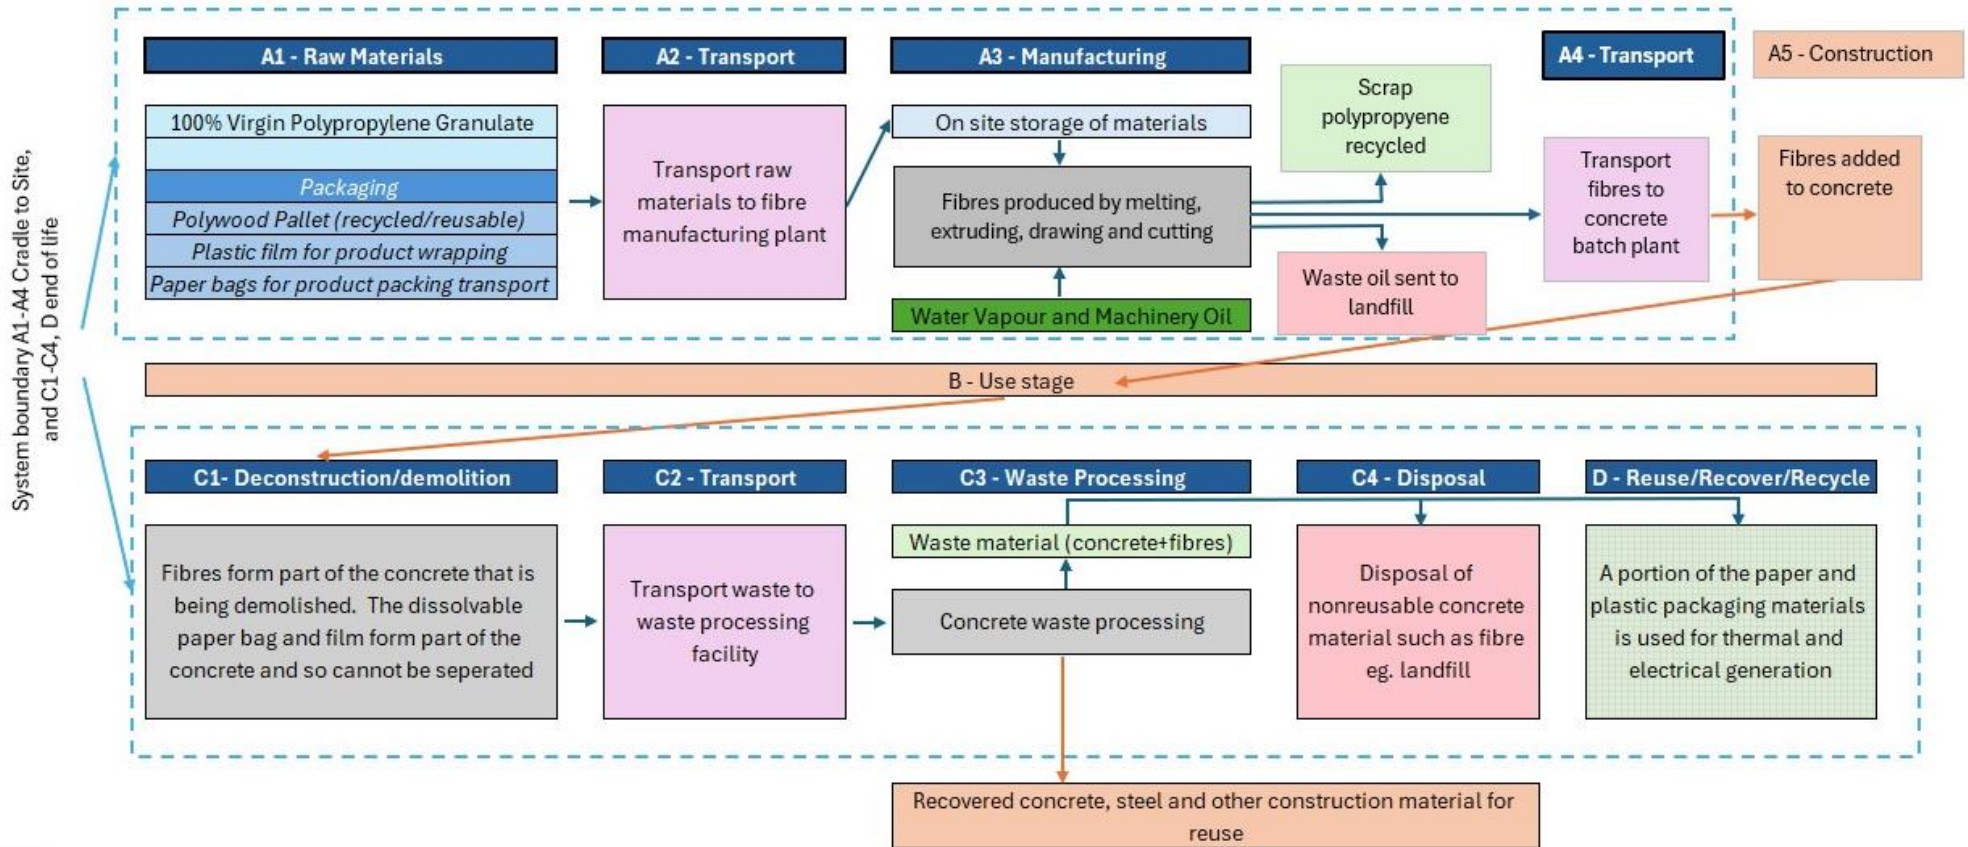 System boundary A1-A4 Cradle to Site,
and C1-C4, D end of life
A1 - Raw Materials
A2 - Transport
A3 - Manufacturing
A4 - Transport
A5 - Construction
100% Virgin Polypropylene Granulate
Packaging
Polywood Pallet (recycled/reusable)
Plastic film for product wrapping
Paper bags for product packing transport
Transport raw
materials to fibre
manufacturing plant
On site storage of materials
Fibres produced by melting,
extruding, drawing and cutting
Water Vapour and Machinery Oil
Scrap
polypropyene
recycled
Waste oil sent to
landfill
Transport
fibres to
concrete
batch plant
Fibres added
to concrete
B - Use stage
C1- Deconstruction/demolition
C2 - Transport
C3 - Waste Processing
C4 - Disposal
D - Reuse/Recover/Recycle
Fibres form part of the concrete that is
being demolished. The dissolvable
paper bag and film form part of the
concrete and so cannot be seperated
Transport waste to
waste processing
facility
Waste material (concrete+fibres)
Concrete waste processing
Disposal of
nonreusable concrete
material such as fibre
eg. landfill
A portion of the paper and
plastic packaging materials
is used for thermal and
electrical generation
Recovered concrete, steel and other construction material for
reuse